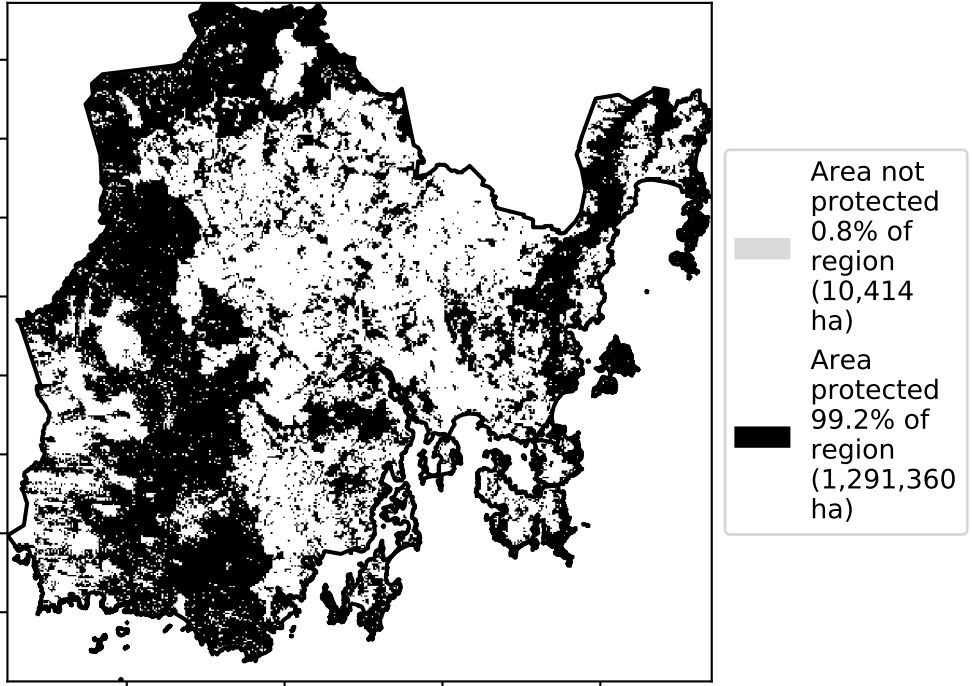 Area not
protected
0.8% of
region
(10,414
ha)
Area
protected
99.2% of
region
(1,291,360
ha)